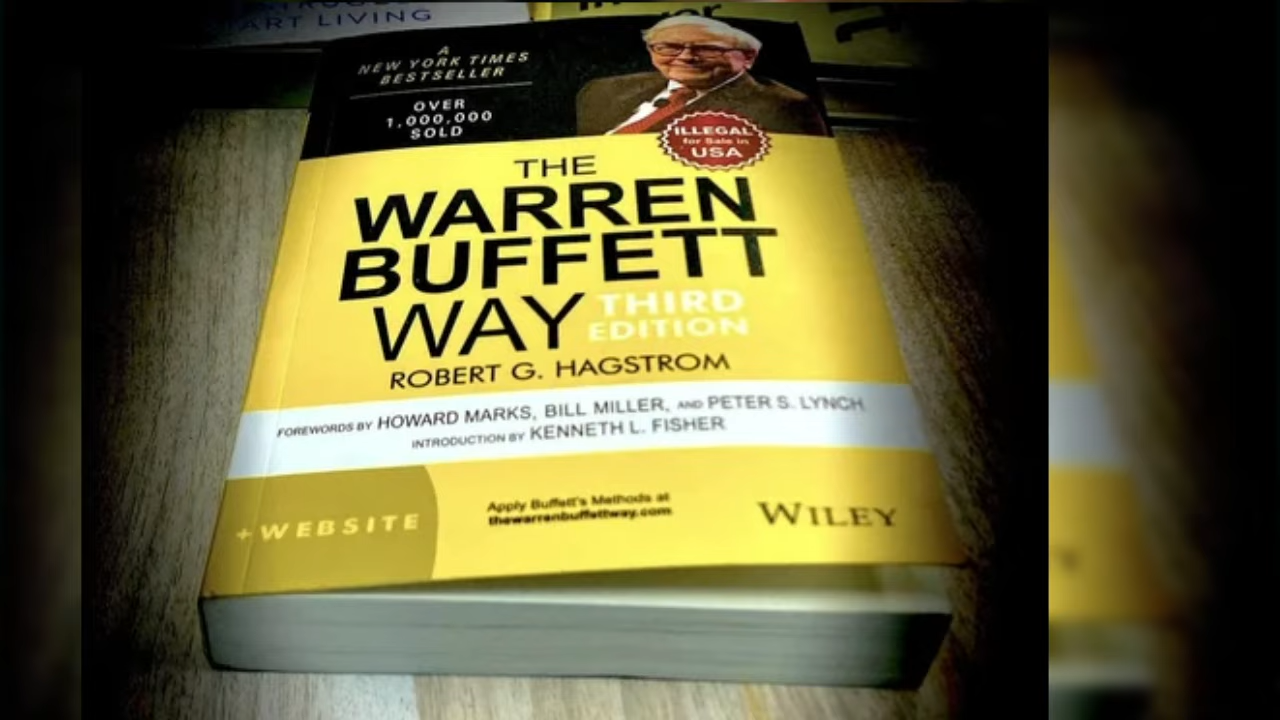 ART LIVING
A
NEW YORK TIMES
BESTSELLER
OVER
1,000,000
SOLD
ILLEGAL
for Sale in
USA
THE
WARREN
BUFFETT
WAY
THIRD
EDITION
ROBERT G. HAGSTROM
FOREWORDS BY HOWARD MARKS, BILL MILLER, AND PETER S. LYNCH
INTRODUCTION BY KENNETH L. FISHER
+ WEBSITE
Apply Buffett's Methods at
thewarrenbuffettway.com
WILEY